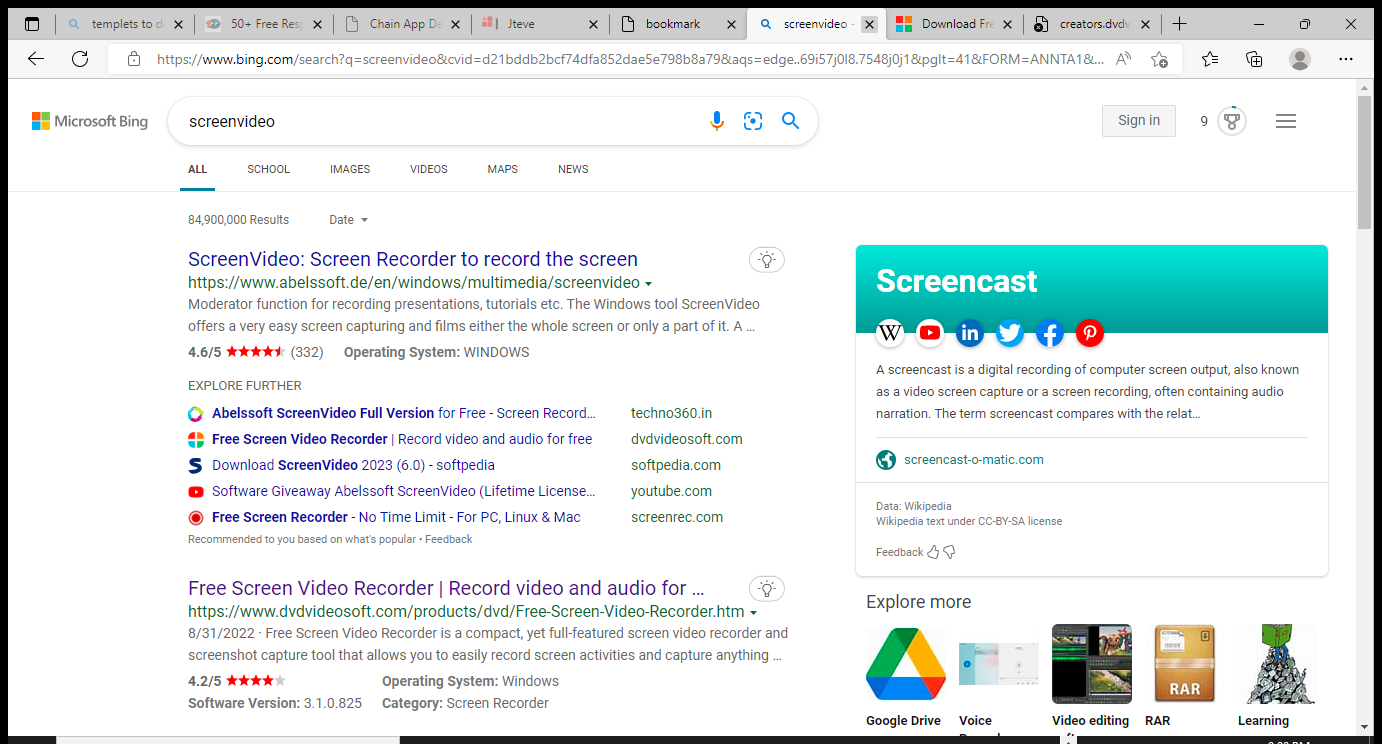 templets to d
50+ Free Resp
Chain App De
Jteve
bookmark
screenvideo -
Download Fre
creators.dvdv
https://www.bing.com/search?q=screenvideo&cvid=d21bddb2bcf74dfa852dae5e798b8a79&aqs=edge..69i57j0l8.7548j0j1&pglt=41&FORM=ANNTA1&...
Microsoft Bing
screenvideo
Sign in
9
ALL
SCHOOL
IMAGES
VIDEOS
MAPS
NEWS
84,900,000 Results
Date
ScreenVideo: Screen Recorder to record the screen
https://www.abelssoft.de/en/windows/multimedia/screenvideo
Moderator function for recording presentations, tutorials etc. The Windows tool ScreenVideo
offers a very easy screen capturing and films either the whole screen or only a part of it. A ...
4.6/5 (332) Operating System: WINDOWS
EXPLORE FURTHER
Abelssoft ScreenVideo Full Version for Free - Screen Record... techno360.in
Free Screen Video Recorder | Record video and audio for free dvdvideosoft.com
Download ScreenVideo 2023 (6.0) - softpedia softpedia.com
Software Giveaway Abelssoft ScreenVideo (Lifetime License... youtube.com
Free Screen Recorder - No Time Limit - For PC, Linux & Mac screenrec.com
Recommended to you based on what's popular • Feedback
Free Screen Video Recorder | Record video and audio for ...
https://www.dvdvideosoft.com/products/dvd/Free-Screen-Video-Recorder.htm
8/31/2022 · Free Screen Video Recorder is a compact, yet full-featured screen video recorder and
screenshot capture tool that allows you to easily record screen activities and capture anything ...
4.2/5 Operating System: Windows
Software Version: 3.1.0.825 Category: Screen Recorder
Screencast
W
in
A screencast is a digital recording of computer screen output, also known
as a video screen capture or a screen recording, often containing audio
narration. The term screencast compares with the relat...
screencast-o-matic.com
Data: Wikipedia
Wikipedia text under CC-BY-SA license
Feedback
Explore more
RAR
Google Drive
Voice
Video editing
RAR
Learning